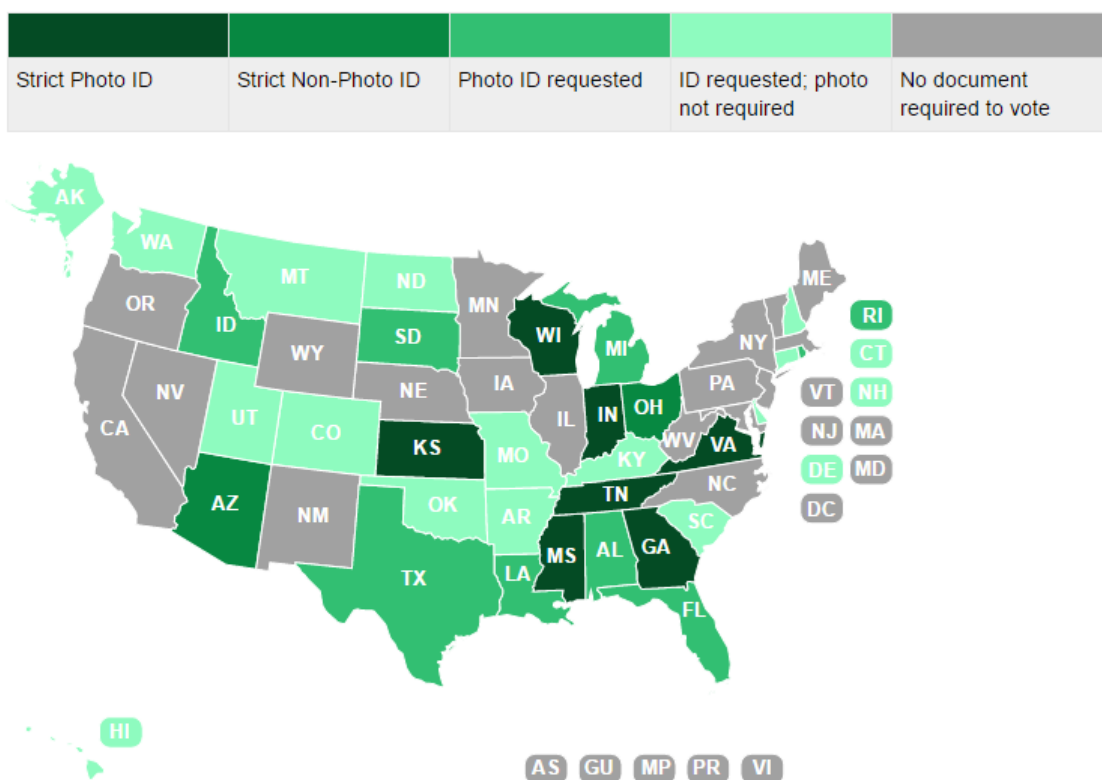 Strict Photo ID
Strict Non-Photo ID
Photo ID requested
ID requested; photo
not required
No document
required to vote
AK
WA
MT
ND
MN
ME
OR
ID
SD
WI
MI
NY
RI
WY
CT
NV
NE
IA
PA
VT
NH
CA
UT
CO
IL
IN
OH
WV
VA
NJ
MA
KS
MO
KY
DE
MD
AZ
NM
OK
AR
TN
NC
DC
SC
MS
AL
GA
TX
LA
FL
HI
AS
GU
MP
PR
VI